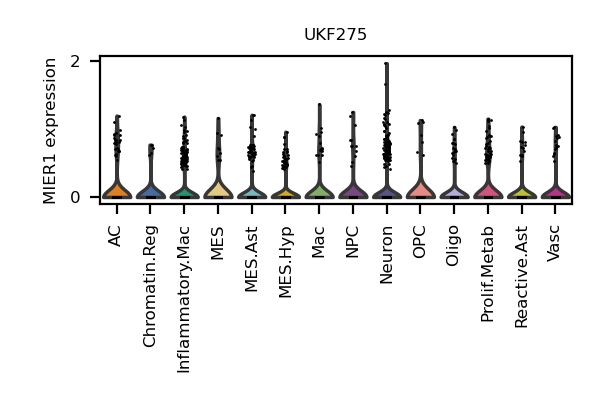 UKF275
MIER1 expression
2
0
AC
Chromatin.Reg
Inflammatory.Mac
MES
MES.Ast
MES.Hyp
Mac
NPC
Neuron
OPC
Oligo
Prolif.Metab
Reactive.Ast
Vasc